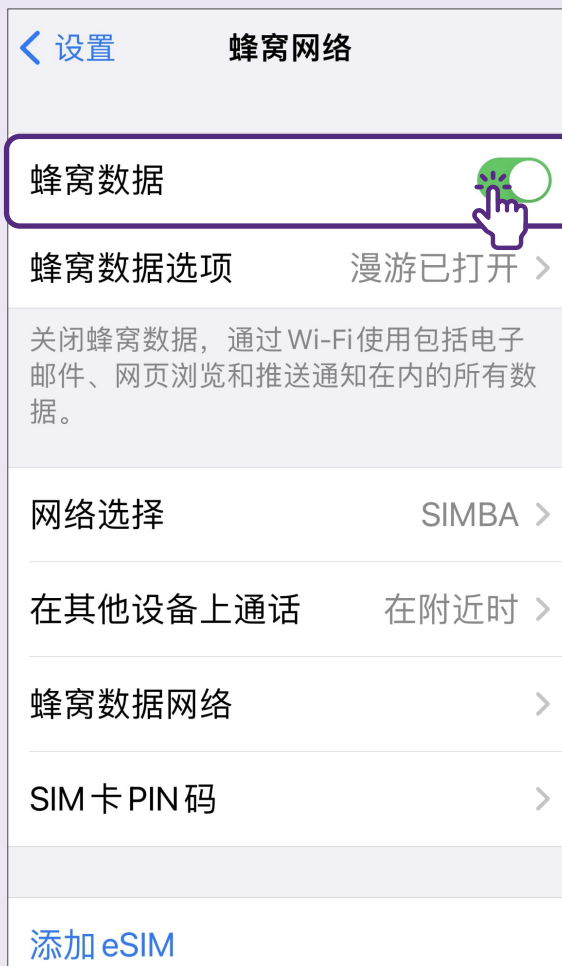 设置
蜂窝网络
蜂窝数据
蜂窝数据选项 漫游已打开
关闭蜂窝数据，通过 Wi-Fi 使用包括电子
邮件、网页浏览和推送通知在内的所有数
据。
网络选择 SIMBA
在其他设备上通话 在附近时
蜂窝数据网络
SIM 卡 PIN 码
添加 eSIM